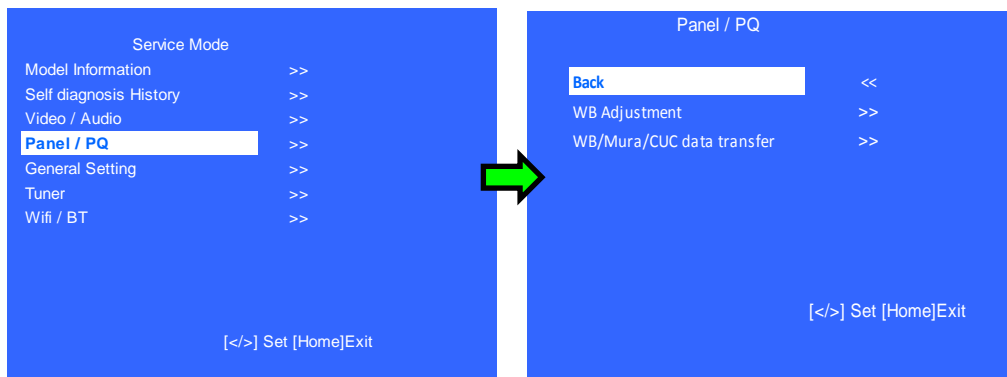 Service Mode
Model Information >>
Self diagnosis History >>
Video / Audio >>
Panel / PQ >>
General Setting >>
Tuner >>
Wifi / BT >>
[</>] Set [Home]Exit
Panel / PQ
Back <<
WB Adjustment >>
WB/Mura/CUC data transfer >>
[</>] Set [Home]Exit